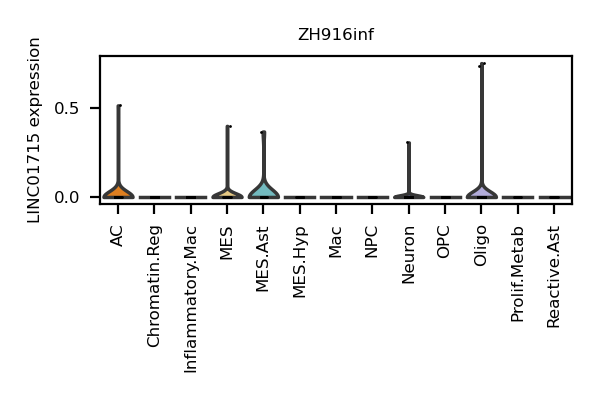 ZH916inf
LINC01715 expression
0.5
0.0
AC
Chromatin.Reg
Inflammatory.Mac
MES
MES.Ast
MES.Hyp
Mac
NPC
Neuron
OPC
Oligo
Prolif.Metab
Reactive.Ast